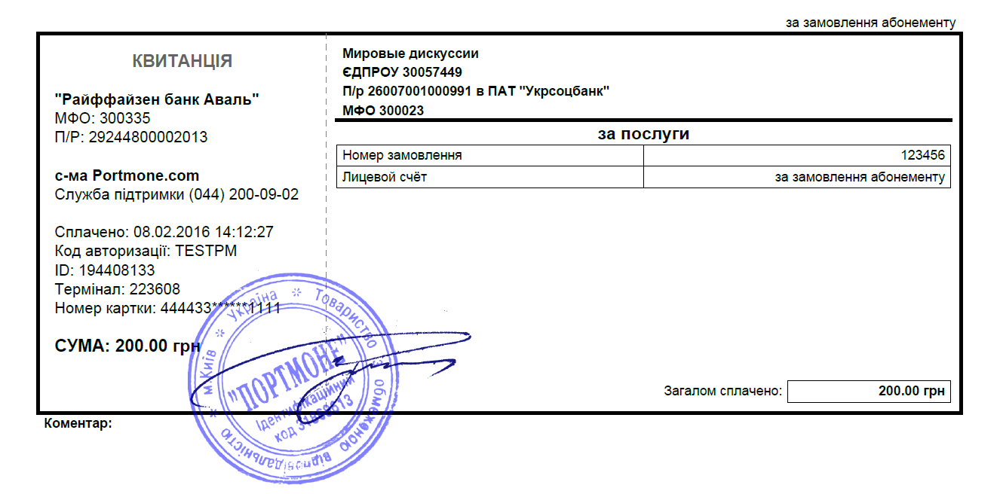 за замовлення абонементу
КВИТАНЦІЯ
"Райффайзен банк Аваль"
МФО: 300335
П/Р: 29244800002013
с-ма Portmone.com
Служба підтримки (044) 200-09-02
Сплачено: 08.02.2016 14:12:27
Код авторизації: TESTPM
ID: 194408133
Термінал: 223608
Номер картки: 444433******1111
СУМА: 200.00 грн
Мировые дискуссии
ЄДПРОУ 30057449
П/р 26007001000991 в ПАТ "Укрсоцбанк"
МФО 300023
за послуги
Номер замовлення 123456
Лицевой счёт за замовлення абонементу
Загалом сплачено: 200.00 грн
Коментар:
м.Київ * Україна * Товариство з обмеженою відповідальністю *
"ПОРТМОНЕ"
Ідентифікаційний
код